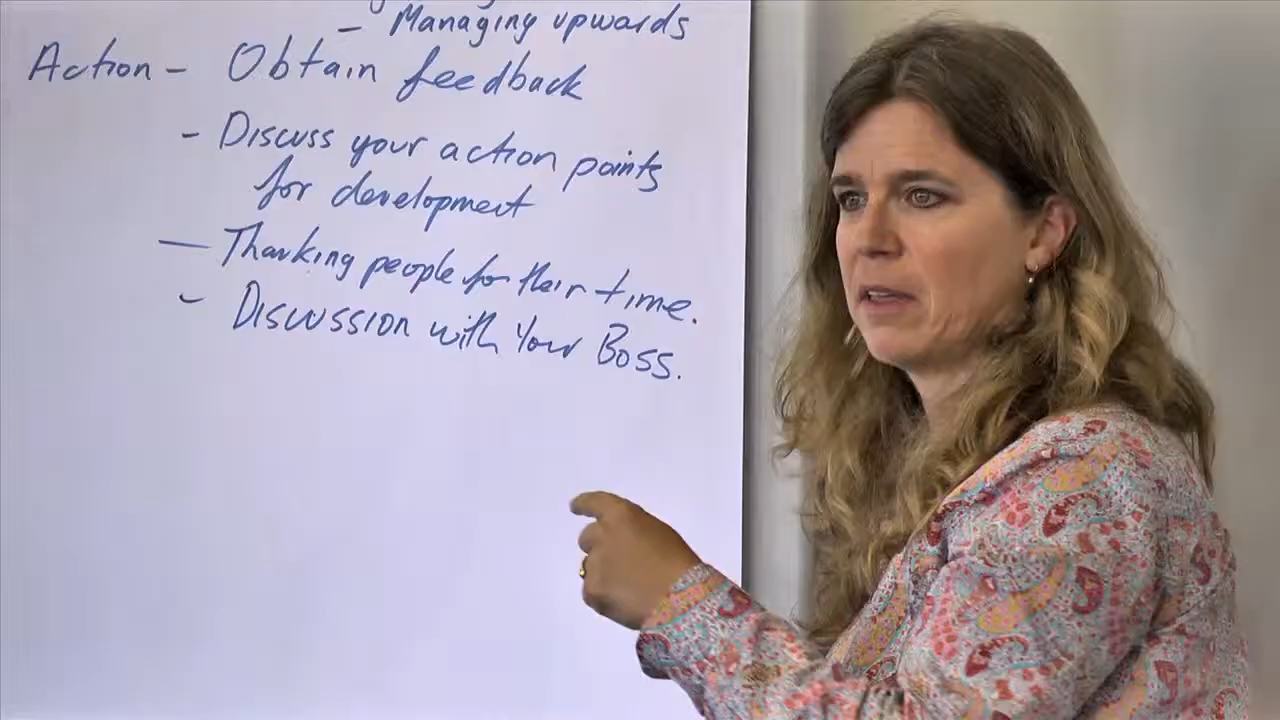 - Managing upwards
Action - Obtain feedback
- Discuss your action points
for development
- Thanking people for their time.
- Discussion with Your Boss.